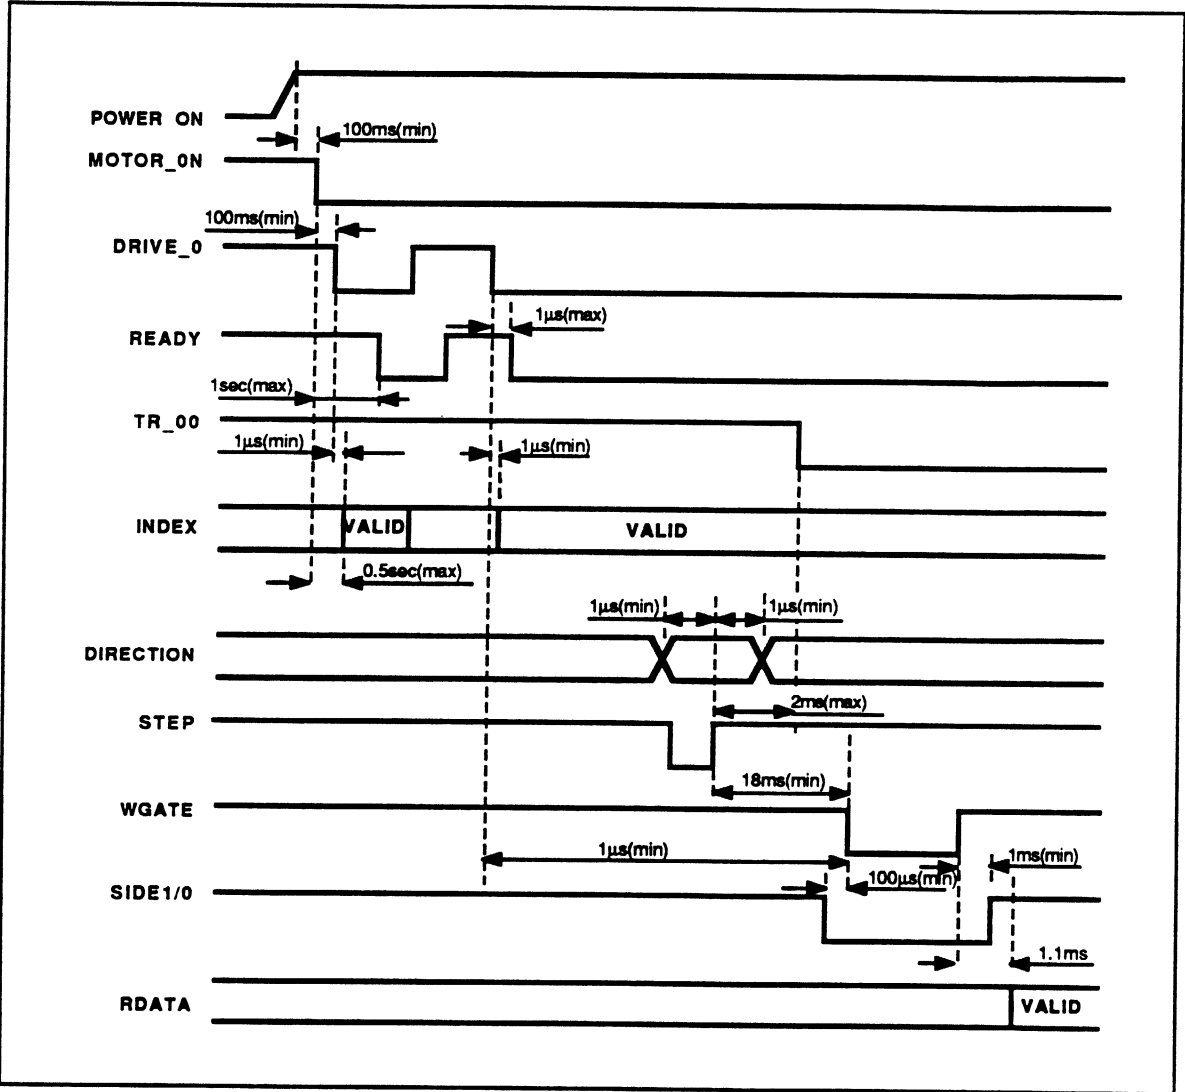 POWER ON
100ms(min)
MOTOR_0N
100ms(min)
DRIVE_0
1µs(max)
READY
1sec(max)
TR_00
1µs(min)
1µs(min)
INDEX
VALID
VALID
0.5sec(max)
1µs(min)
1µs(min)
DIRECTION
2ms(max)
STEP
18ms(min)
WGATE
1µs(min)
1ms(min)
100µs(min)
SIDE1/0
1.1ms
RDATA
VALID